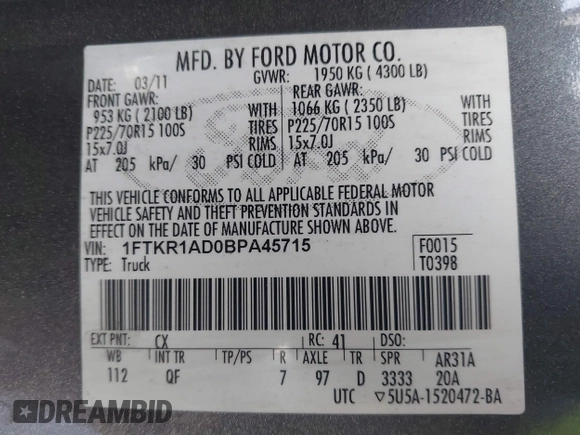 MFD. BY FORD MOTOR CO.
DATE: 03/11 GVWR: 1950 KG ( 4300 LB)
FRONT GAWR: REAR GAWR:
953 KG ( 2100 LB) WITH 1066 KG ( 2350 LB) WITH
P225/70R15 100S TIRES P225/70R15 100S TIRES
15x7.0J RIMS 15x7.0J RIMS
AT 205 kPa/ 30 PSI COLD AT 205 kPa/ 30 PSI COLD
THIS VEHICLE CONFORMS TO ALL APPLICABLE FEDERAL MOTOR
VEHICLE SAFETY AND THEFT PREVENTION STANDARDS IN
EFFECT ON THE DATE OF MANUFACTURE SHOWN ABOVE.
VIN: 1FTKR1AD0BPA45715 F0015
TYPE: Truck T0398
EXT PNT: CX RC: 41 DSO:
WB INT TR TP/PS R AXLE TR SPR AR31A
112 QF 7 97 D 3333 20A
UTC ▽5U5A-1520472-BA
DREAMBID